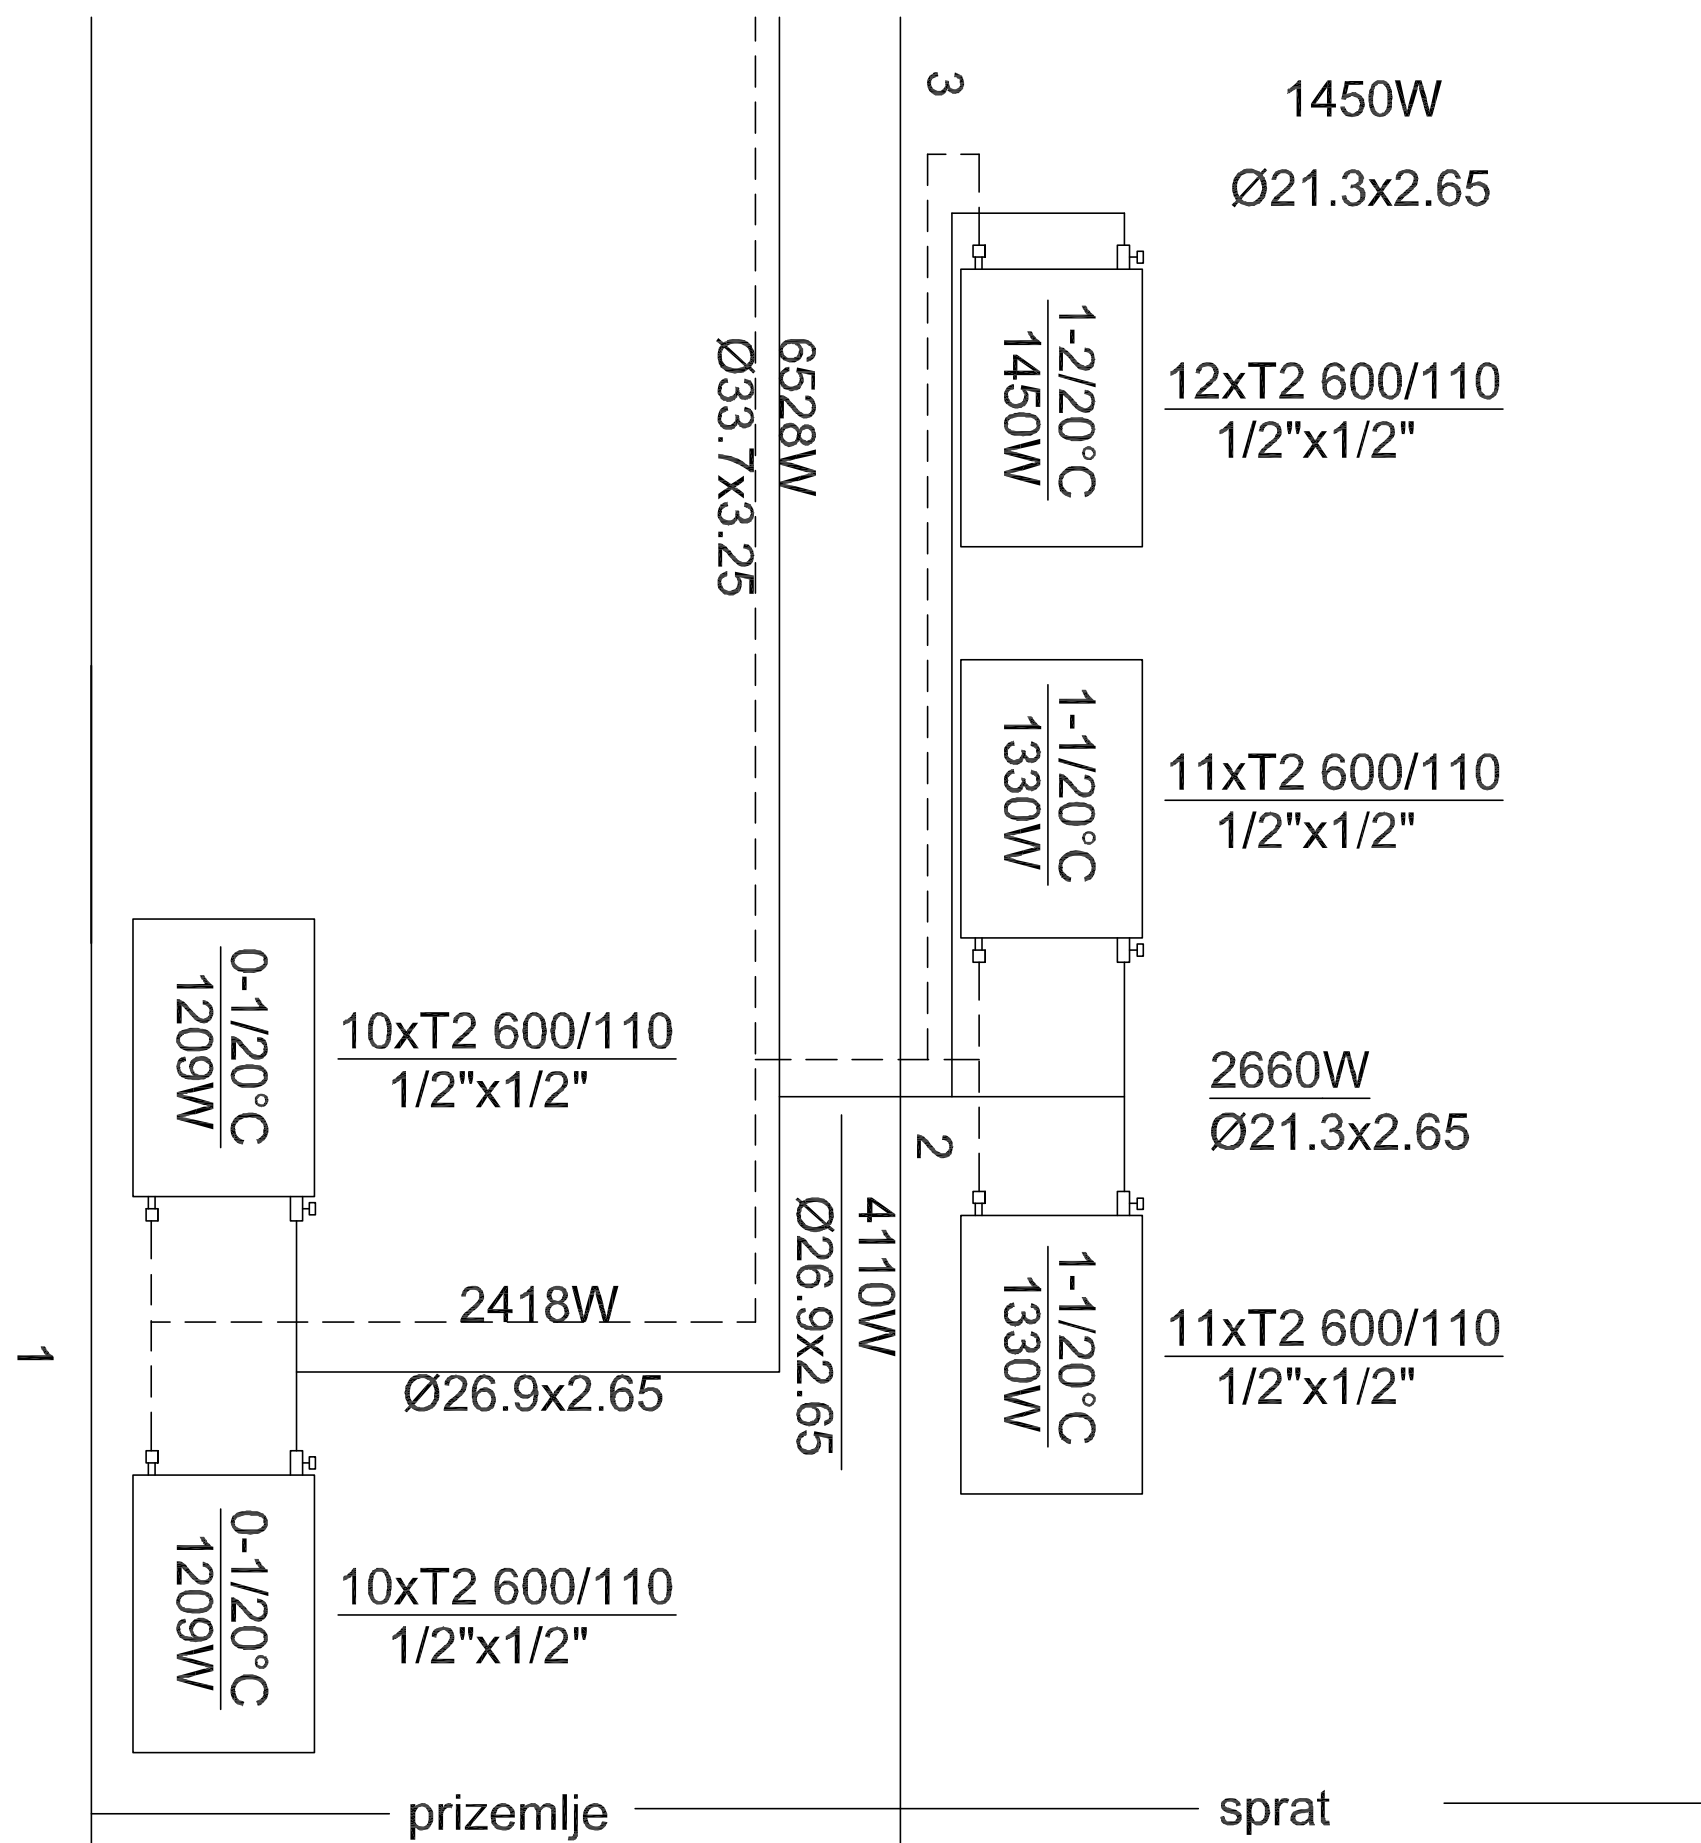 3
1450W
Ø21.3x2.65
1-2/20°C
1450W
12xT2 600/110
1/2"x1/2"
6528W
Ø33.7x3.25
1-1/20°C
1330W
11xT2 600/110
1/2"x1/2"
0-1/20°C
1209W
10xT2 600/110
1/2"x1/2"
2660W
Ø21.3x2.65
2
4110W
Ø26.9x2.65
2418W
Ø26.9x2.65
1
1-1/20°C
1330W
11xT2 600/110
1/2"x1/2"
0-1/20°C
1209W
10xT2 600/110
1/2"x1/2"
prizemlje
sprat